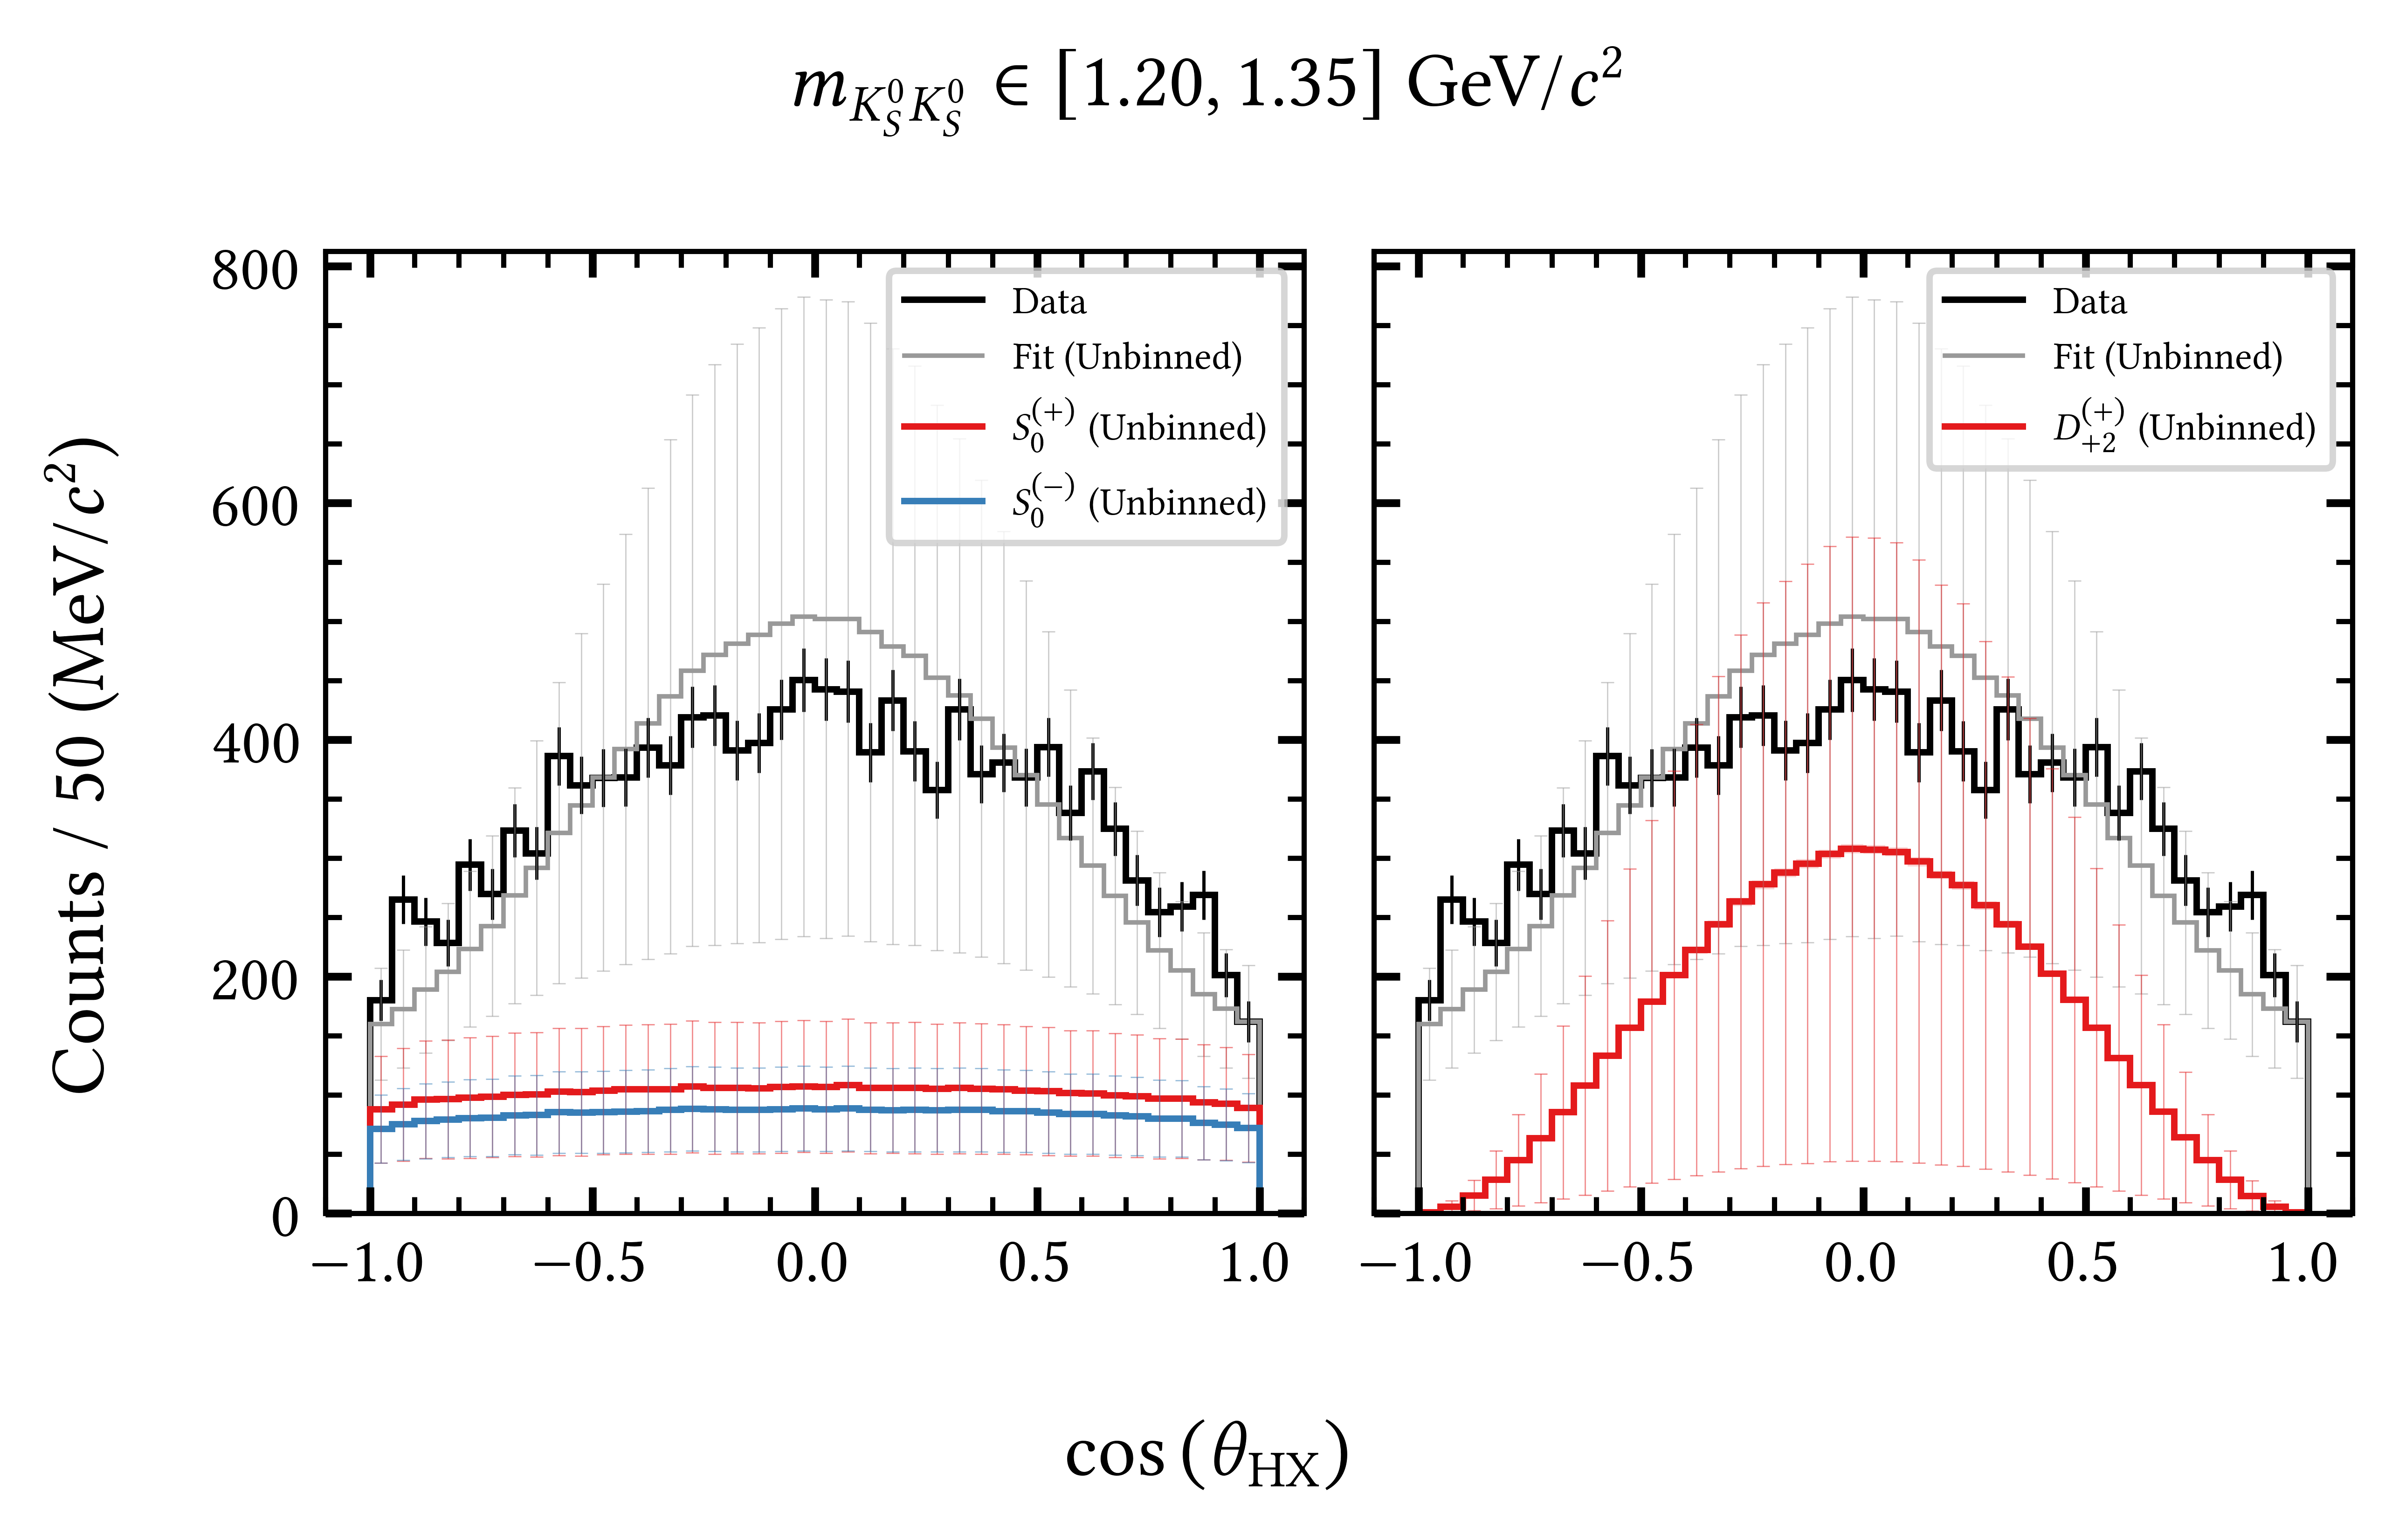 m_{K_S^0 K_S^0} ∈ [1.20, 1.35] GeV/c²
Counts / 50 (MeV/c²)
800
600
400
200
0
Data
Fit (Unbinned)
S_0^{(+)} (Unbinned)
S_0^{(−)} (Unbinned)
Data
Fit (Unbinned)
D_{+2}^{(+)} (Unbinned)
−1.0 −0.5 0.0 0.5 1.0
−1.0 −0.5 0.0 0.5 1.0
cos (θ_HX)